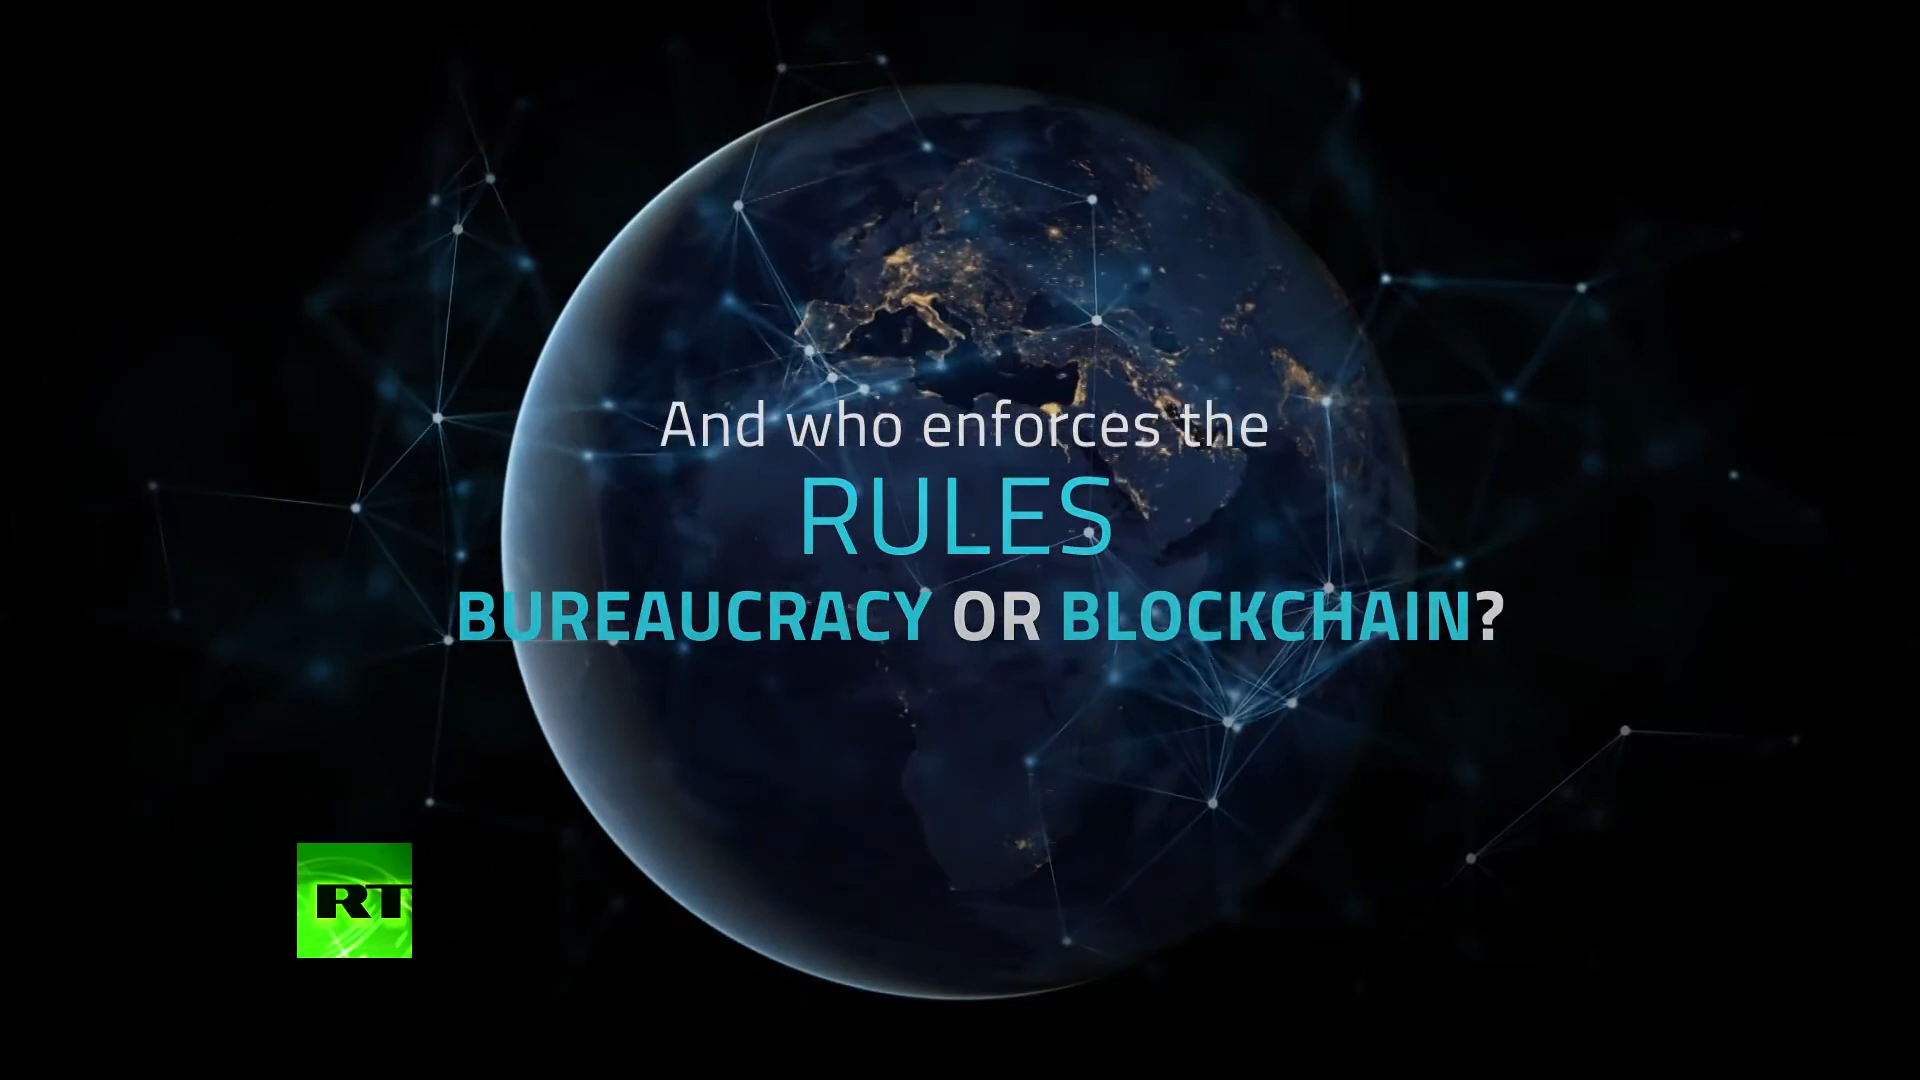 And who enforces the
RULES
BUREAUCRACY OR BLOCKCHAIN?
RT